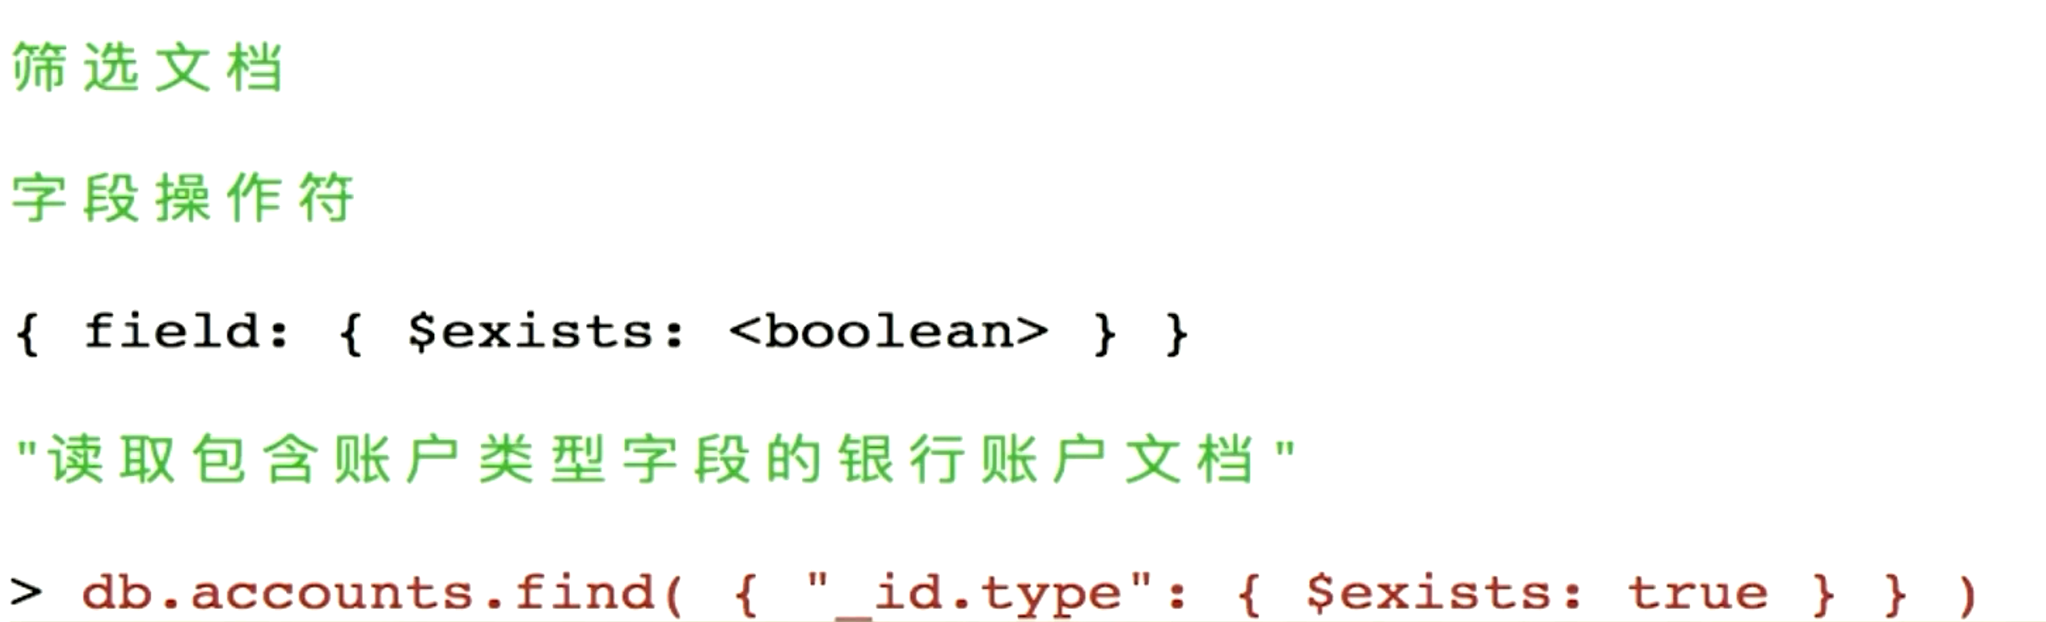 筛选文档
字段操作符
{ field: { $exists: <boolean> } }
"读取包含账户类型字段的银行账户文档"
> db.accounts.find( { "_id.type": { $exists: true } } )